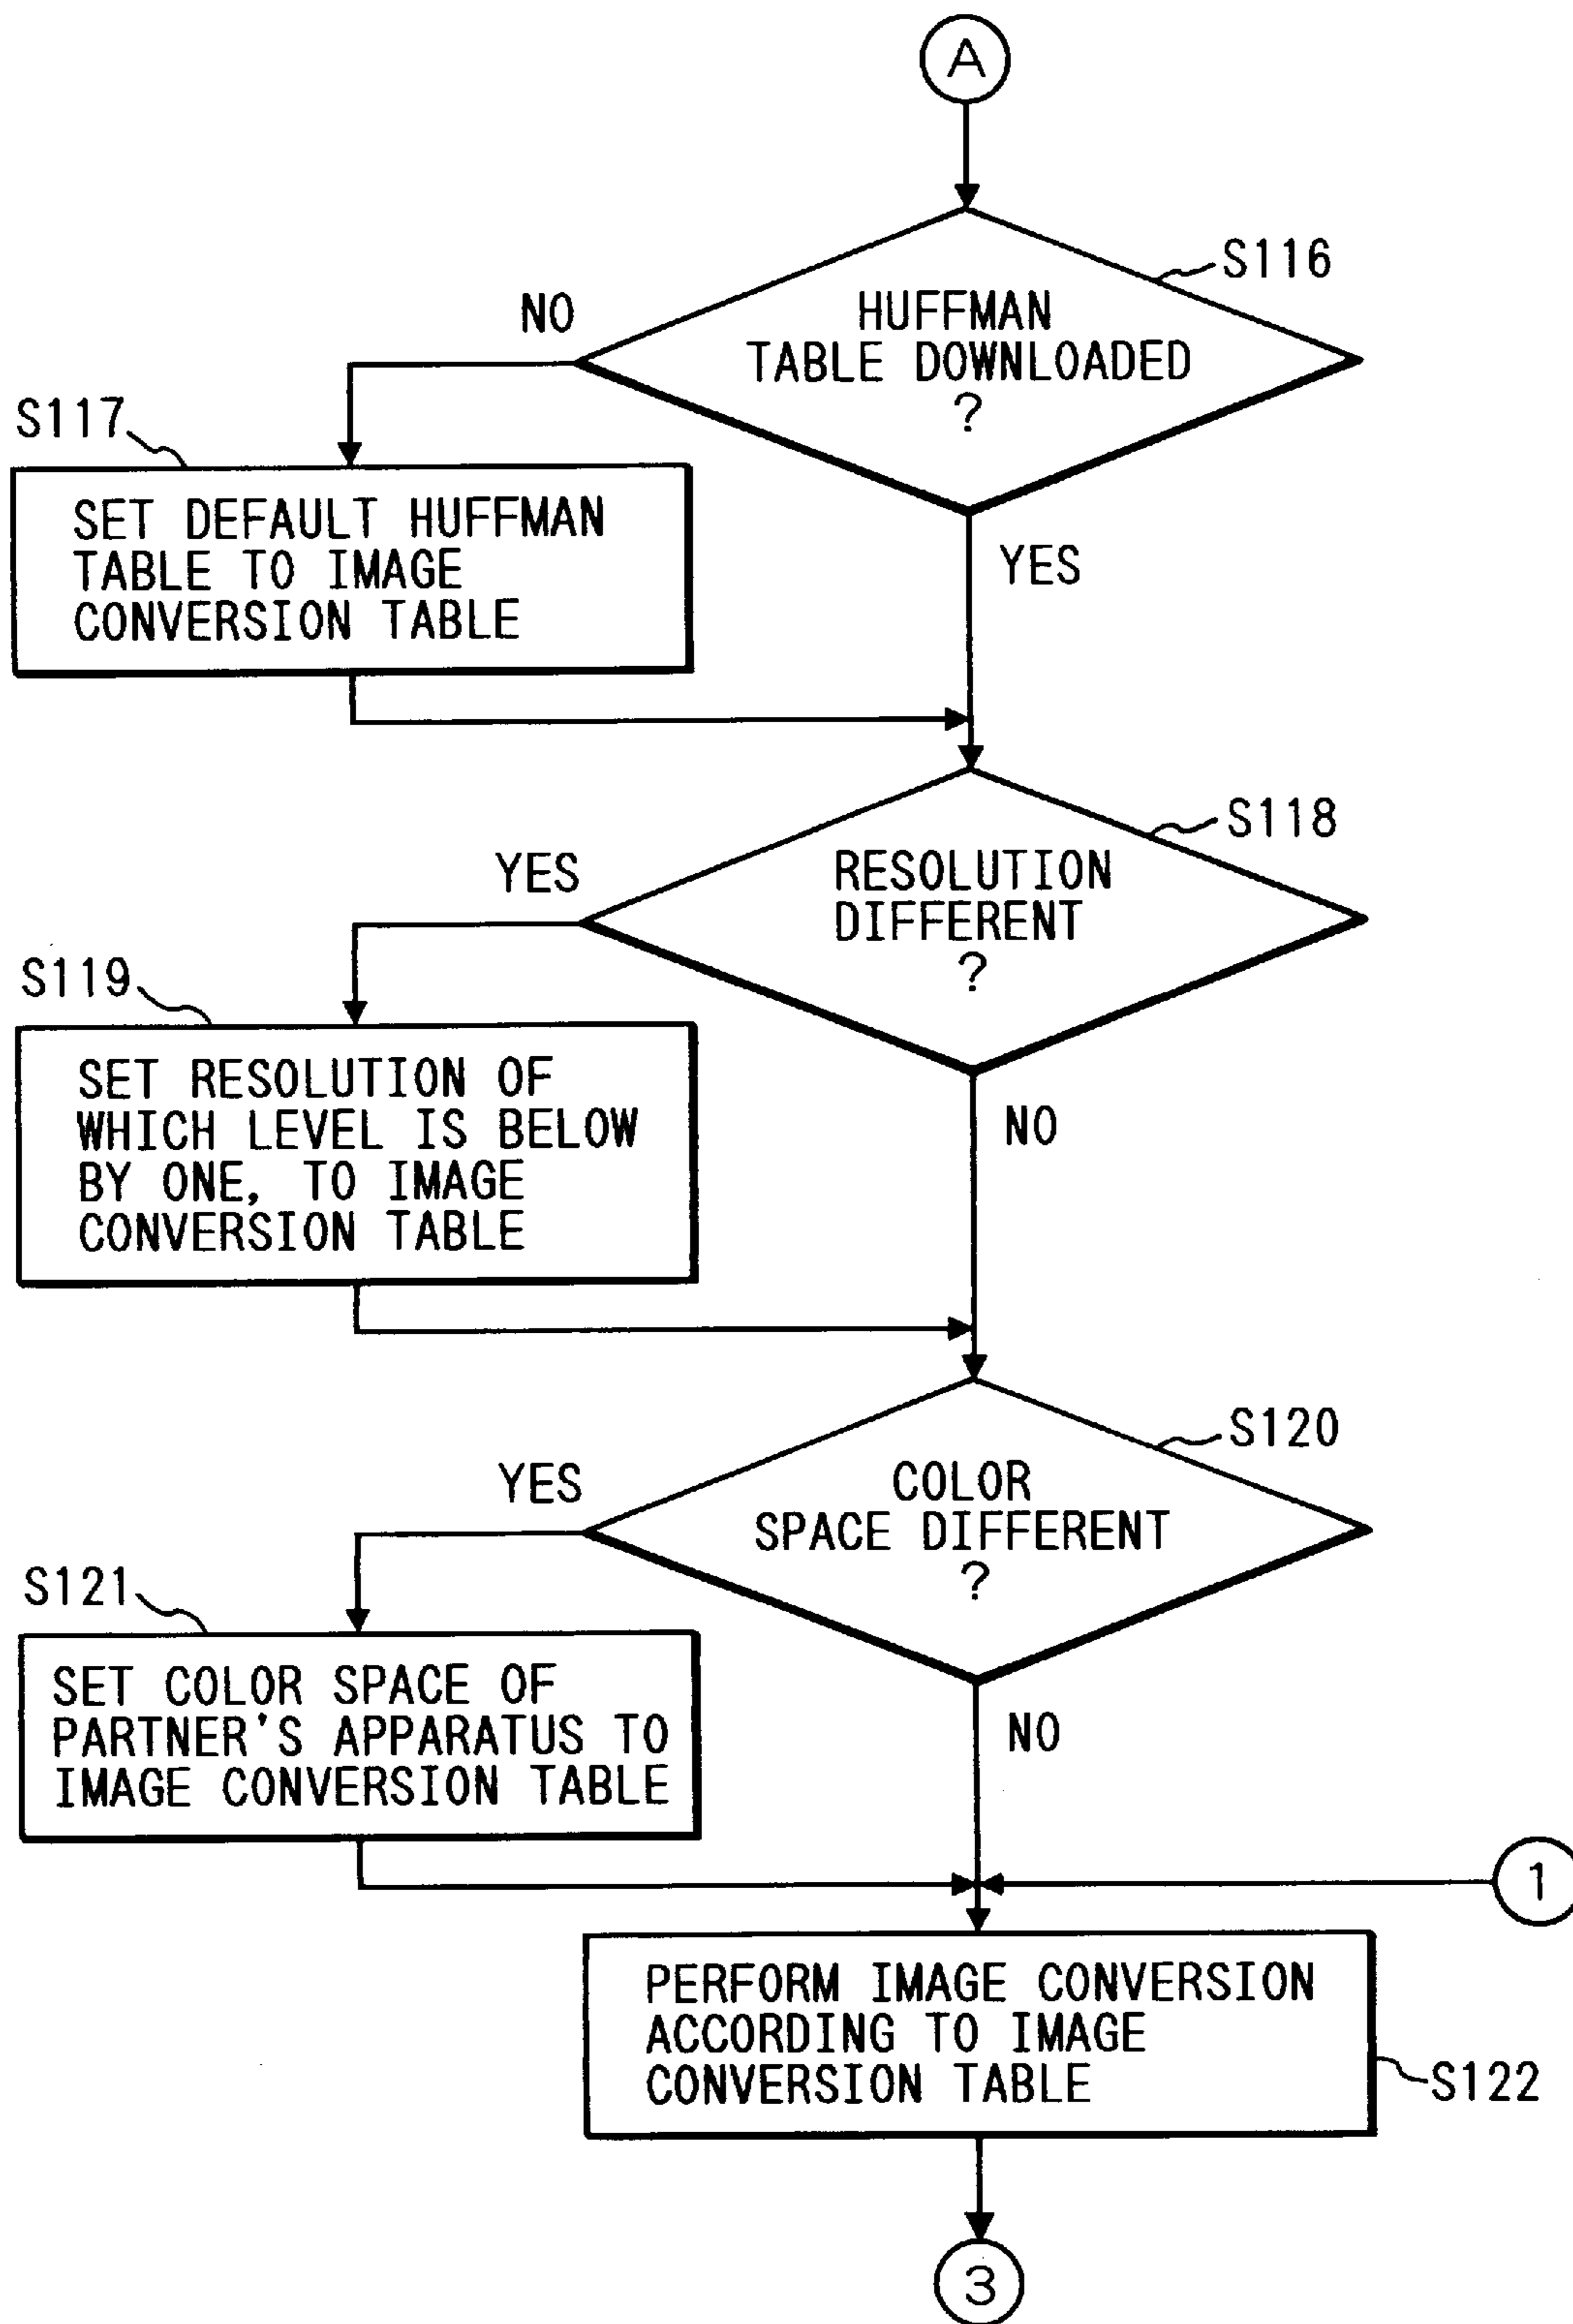 A
S116
NO
HUFFMAN
TABLE DOWNLOADED
?
S117
SET DEFAULT HUFFMAN
TABLE TO IMAGE
CONVERSION TABLE
YES
S118
YES
RESOLUTION
DIFFERENT
?
S119
SET RESOLUTION OF
WHICH LEVEL IS BELOW
BY ONE, TO IMAGE
CONVERSION TABLE
NO
S120
YES
COLOR
SPACE DIFFERENT
?
S121
SET COLOR SPACE OF
PARTNER'S APPARATUS TO
IMAGE CONVERSION TABLE
NO
1
PERFORM IMAGE CONVERSION
ACCORDING TO IMAGE
CONVERSION TABLE
S122
3